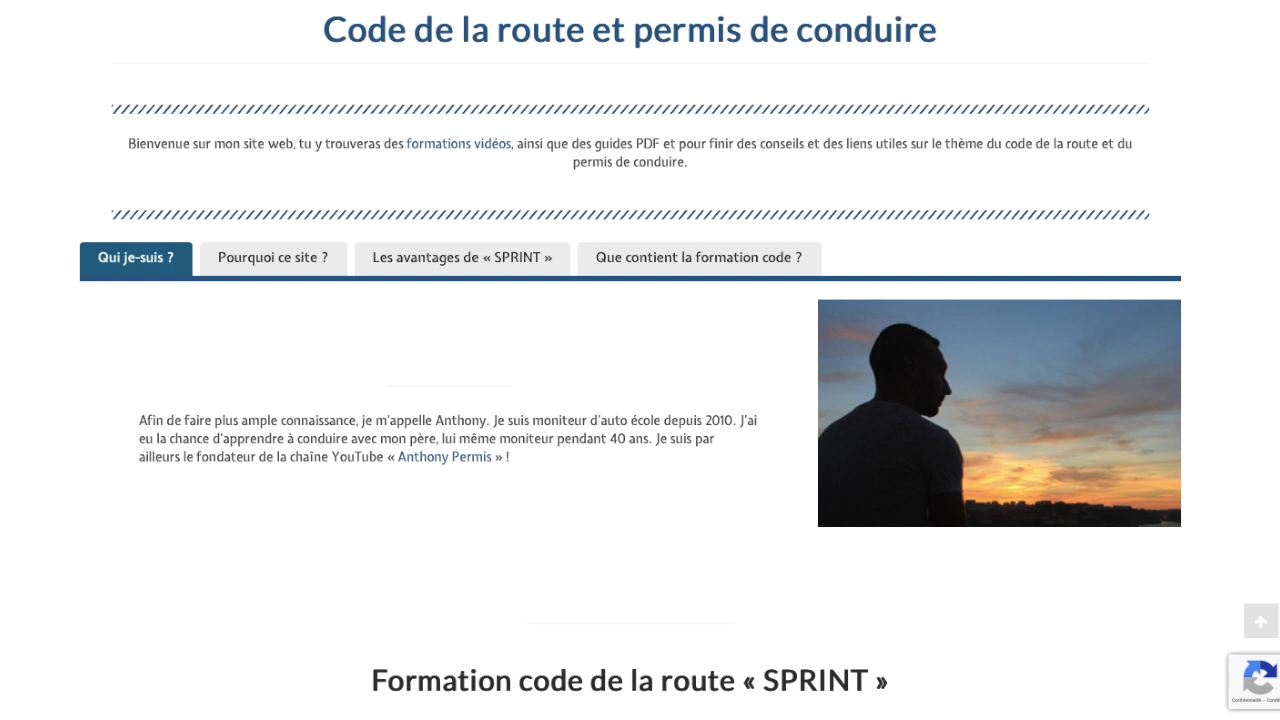 Code de la route et permis de conduire
Bienvenue sur mon site web, tu y trouveras des formations vidéos, ainsi que des guides PDF et pour finir des conseils et des liens utiles sur le thème du code de la route et du
permis de conduire.
Qui je-suis ?
Pourquoi ce site ?
Les avantages de « SPRINT »
Que contient la formation code ?
Afin de faire plus ample connaissance, je m'appelle Anthony. Je suis moniteur d'auto école depuis 2010. J'ai
eu la chance d'apprendre à conduire avec mon père, lui même moniteur pendant 40 ans. Je suis par
ailleurs le fondateur de la chaîne YouTube « Anthony Permis » !
Formation code de la route « SPRINT »